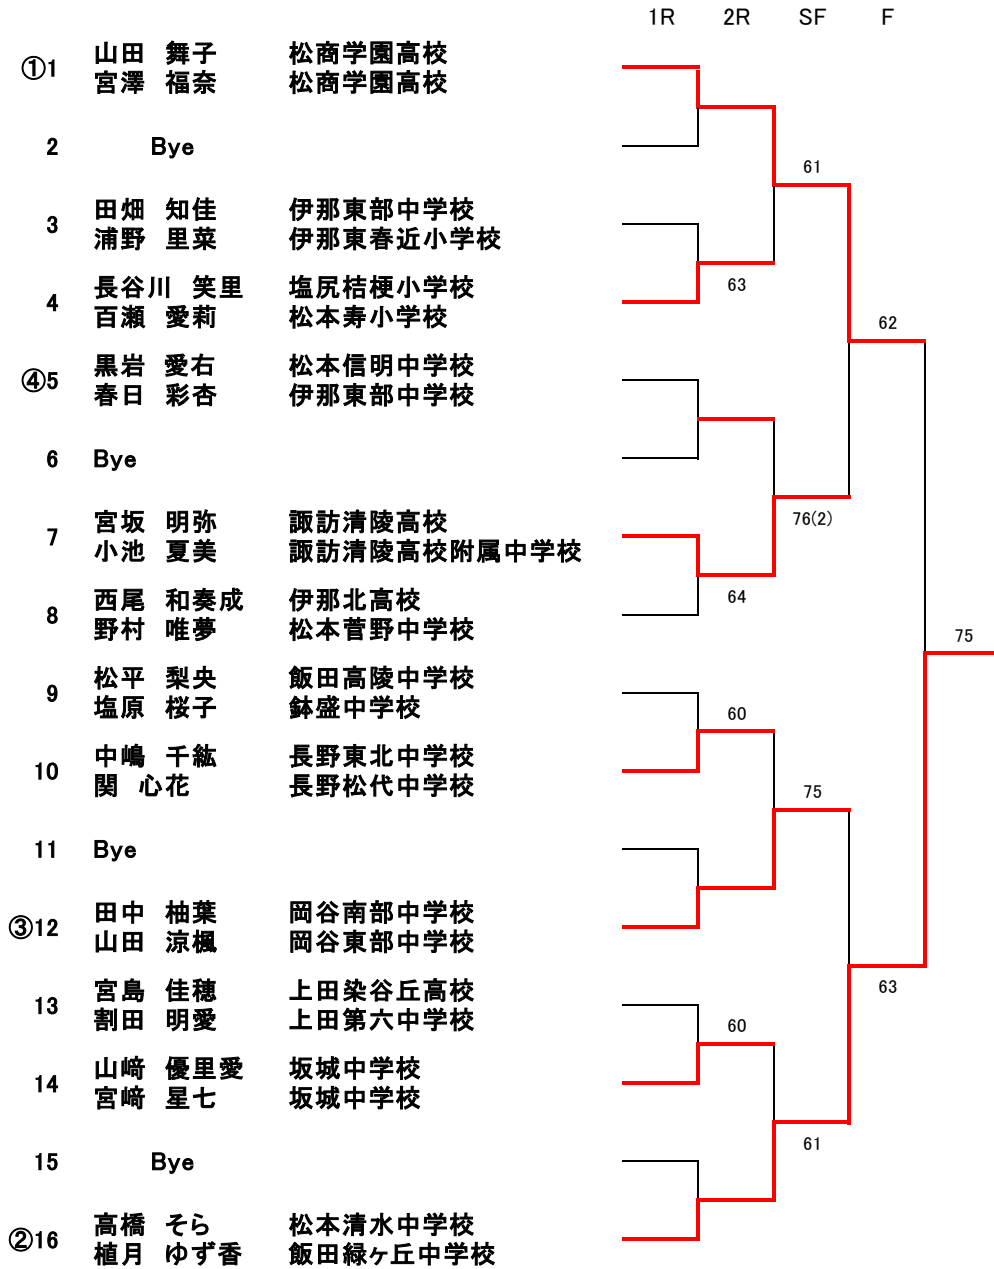 1R 2R SF F
①1 山田 舞子 松商学園高校
宮澤 福奈 松商学園高校
2 Bye
61
3 田畑 知佳 伊那東部中学校
浦野 里菜 伊那東春近小学校
4 長谷川 笑里 塩尻桔梗小学校 63
百瀬 愛莉 松本寿小学校
62
④5 黒岩 愛右 松本信明中学校
春日 彩杏 伊那東部中学校
6 Bye
76(2)
7 宮坂 明弥 諏訪清陵高校
小池 夏美 諏訪清陵高校附属中学校
8 西尾 和奏成 伊那北高校 64
野村 唯夢 松本菅野中学校
75
9 松平 梨央 飯田高陵中学校
塩原 桜子 鉢盛中学校
60
10 中嶋 千紘 長野東北中学校
関 心花 長野松代中学校
75
11 Bye
③12 田中 柚葉 岡谷南部中学校
山田 涼楓 岡谷東部中学校
13 宮島 佳穂 上田染谷丘高校 63
割田 明愛 上田第六中学校
60
14 山﨑 優里愛 坂城中学校
宮﨑 星七 坂城中学校
61
15 Bye
②16 高橋 そら 松本清水中学校
植月 ゆず香 飯田緑ヶ丘中学校